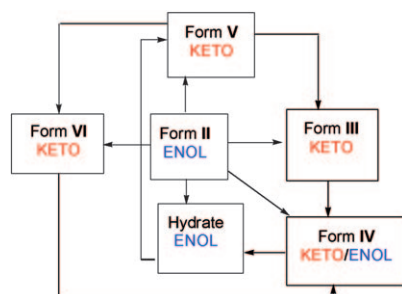 Form V
KETO
Form VI
KETO
Form II
ENOL
Form III
KETO
Hydrate
ENOL
Form IV
KETO/ENOL